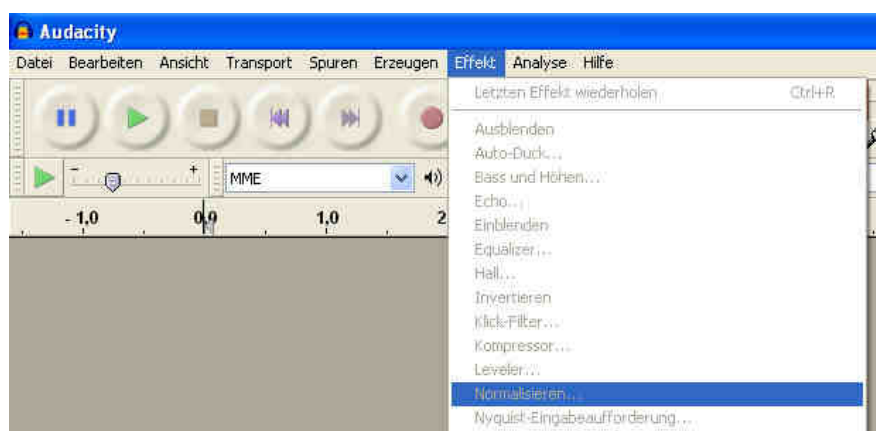 Audacity
Datei Bearbeiten Ansicht Transport Spuren Erzeugen Effekt Analyse Hilfe
Letzten Effekt wiederholen Ctrl+R
Ausblenden
Auto-Duck...
Bass und Höhen...
MME
Echo...
- 1,0 0,0 1,0 2
Einblenden
Equalizer...
Hall...
Invertieren
Klick-Filter...
Kompressor...
Leveler...
Normalisieren...
Nyquist-Eingabeaufforderung...